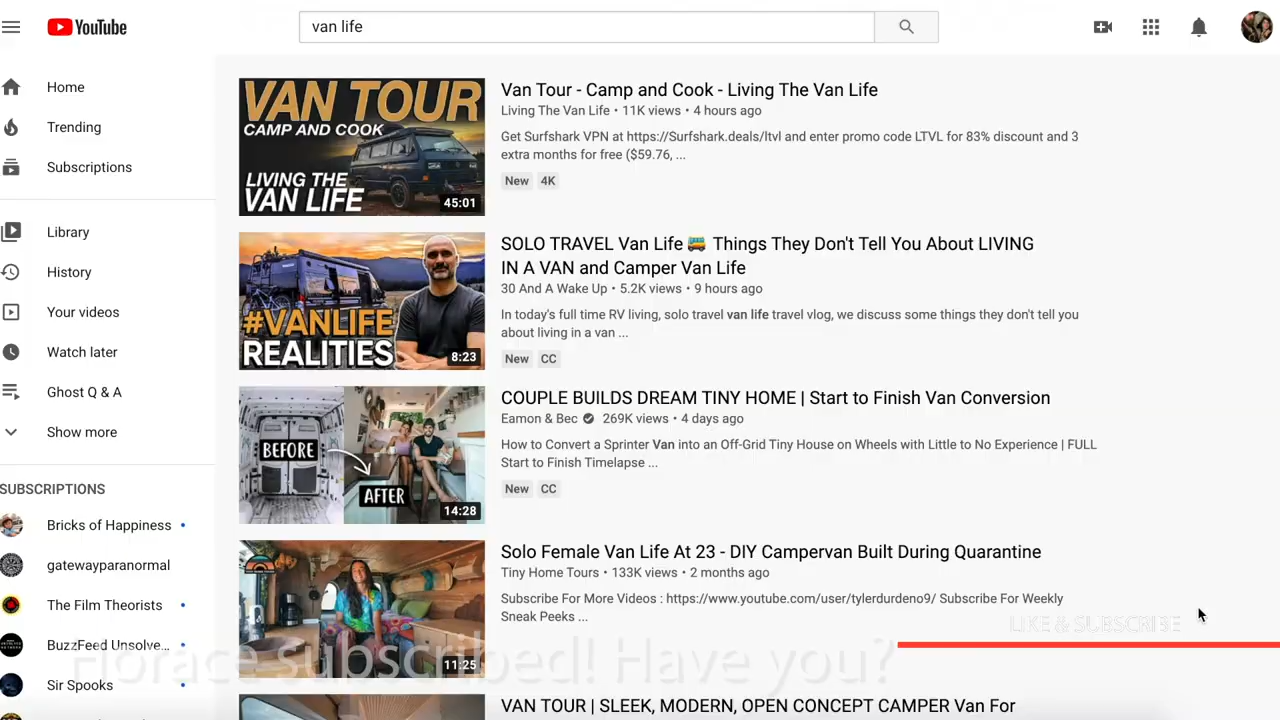 YouTube
van life
Home
Trending
Subscriptions
Library
History
Your videos
Watch later
Ghost Q & A
Show more
SUBSCRIPTIONS
Bricks of Happiness
gatewayparanormal
The Film Theorists
BuzzFeed Unsolve...
Sir Spooks
VAN TOUR
CAMP AND COOK
LIVING THE
VAN LIFE
45:01
Van Tour - Camp and Cook - Living The Van Life
Living The Van Life • 11K views • 4 hours ago
Get Surfshark VPN at https://Surfshark.deals/ltvl and enter promo code LTVL for 83% discount and 3
extra months for free ($59.76, ...
New 4K
#VANLIFE
REALITIES
8:23
SOLO TRAVEL Van Life 🚌 Things They Don't Tell You About LIVING
IN A VAN and Camper Van Life
30 And A Wake Up • 5.2K views • 9 hours ago
In today's full time RV living, solo travel van life travel vlog, we discuss some things they don't tell you
about living in a van ...
New CC
BEFORE
AFTER
14:28
COUPLE BUILDS DREAM TINY HOME | Start to Finish Van Conversion
Eamon & Bec 269K views • 4 days ago
How to Convert a Sprinter Van into an Off-Grid Tiny House on Wheels with Little to No Experience | FULL
Start to Finish Timelapse ...
New CC
11:25
Solo Female Van Life At 23 - DIY Campervan Built During Quarantine
Tiny Home Tours • 133K views • 2 months ago
Subscribe For More Videos : https://www.youtube.com/user/tylerdurdeno9/ Subscribe For Weekly
Sneak Peeks ...
LIKE & SUBSCRIBE
Horace subscribed! Have you?
VAN TOUR | SLEEK, MODERN, OPEN CONCEPT CAMPER Van For